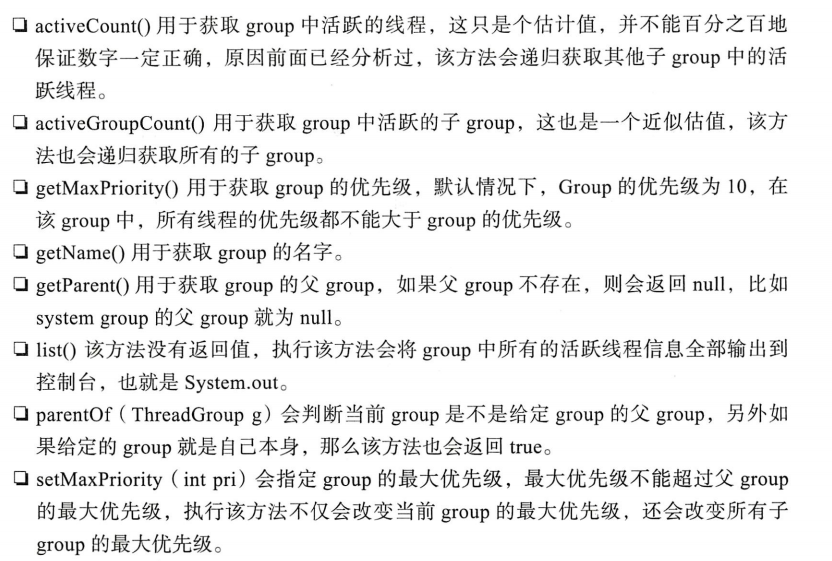 ❏ activeCount() 用于获取 group 中活跃的线程，这只是个估计值，并不能百分之百地
保证数字一定正确，原因前面已经分析过，该方法会递归获取其他子 group 中的活
跃线程。
❏ activeGroupCount() 用于获取 group 中活跃的子 group，这也是一个近似估值，该方
法也会递归获取所有的子 group。
❏ getMaxPriority() 用于获取 group 的优先级，默认情况下，Group 的优先级为 10，在
该 group 中，所有线程的优先级都不能大于 group 的优先级。
❏ getName() 用于获取 group 的名字。
❏ getParent() 用于获取 group 的父 group，如果父 group 不存在，则会返回 null，比如
system group 的父 group 就为 null。
❏ list() 该方法没有返回值，执行该方法会将 group 中所有的活跃线程信息全部输出到
控制台，也就是 System.out。
❏ parentOf（ThreadGroup g）会判断当前 group 是不是给定 group 的父 group，另外如
果给定的 group 就是自己本身，那么该方法也会返回 true。
❏ setMaxPriority（int pri）会指定 group 的最大优先级，最大优先级不能超过父 group
的最大优先级，执行该方法不仅会改变当前 group 的最大优先级，还会改变所有子
group 的最大优先级。